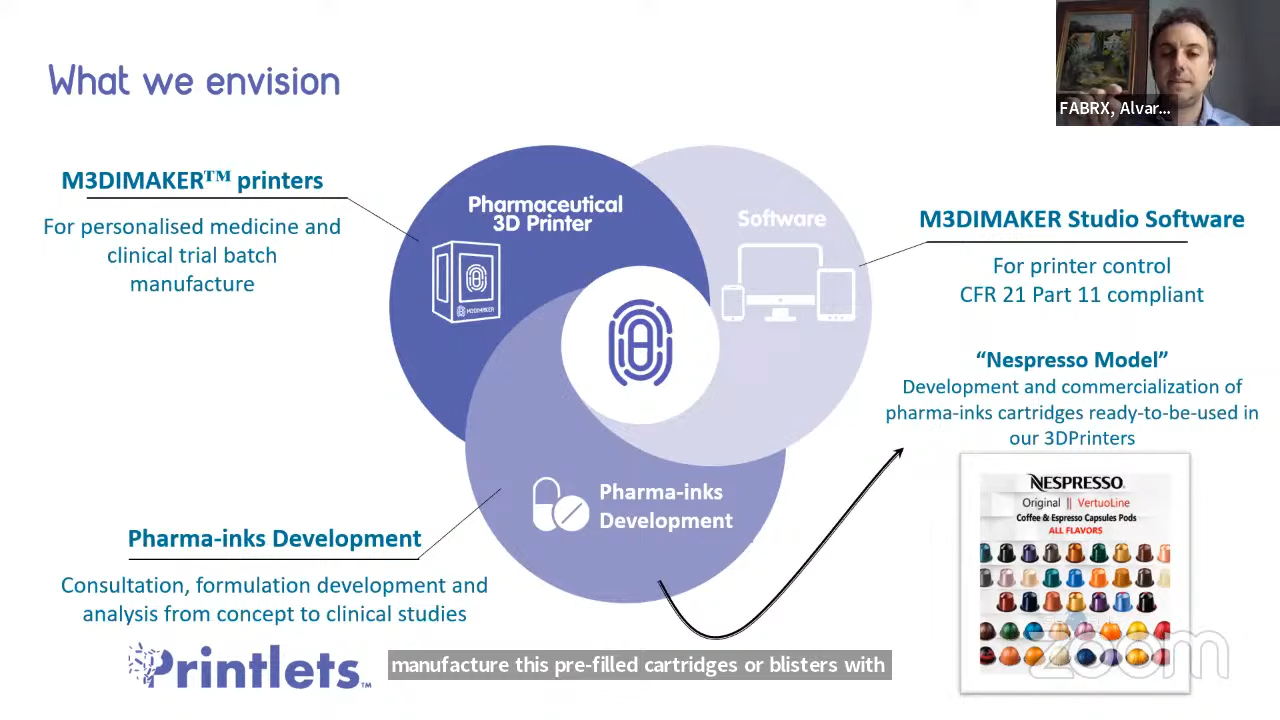 What we envision
FABRX, Alvar...
M3DIMAKER™ printers
For personalised medicine and
clinical trial batch
manufacture
Pharmaceutical
3D Printer
M3DIMAKER
Software
M3DIMAKER Studio Software
For printer control
CFR 21 Part 11 compliant
“Nespresso Model”
Development and commercialization of
pharma-inks cartridges ready-to-be-used in
our 3DPrinters
NESPRESSO.
Original || VertuoLine
Coffee & Espresso Capsules Pods
ALL FLAVORS
Pharma-inks
Development
Pharma-inks Development
Consultation, formulation development and
analysis from concept to clinical studies
Printlets™
manufacture this pre-filled cartridges or blisters with
zoom